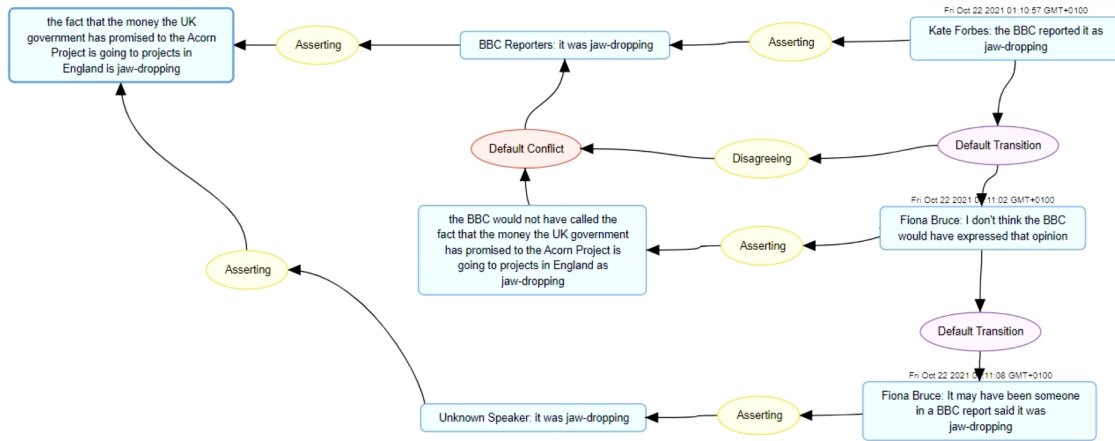 Fri Oct 22 2021 01:10:57 GMT+0100
the fact that the money the UK
government has promised to the Acorn
Project is going to projects in
England is jaw-dropping
Asserting
BBC Reporters: it was jaw-dropping
Asserting
Kate Forbes: the BBC reported it as
jaw-dropping
Default Conflict
Disagreeing
Default Transition
Fri Oct 22 2021 :11:02 GMT+0100
the BBC would not have called the
fact that the money the UK government
has promised to the Acorn Project is
going to projects in England as
jaw-dropping
Asserting
Fiona Bruce: I don't think the BBC
would have expressed that opinion
Asserting
Default Transition
Fri Oct 22 2021 :11:08 GMT+0100
Unknown Speaker: it was jaw-dropping
Asserting
Fiona Bruce: It may have been someone
in a BBC report said it was
jaw-dropping